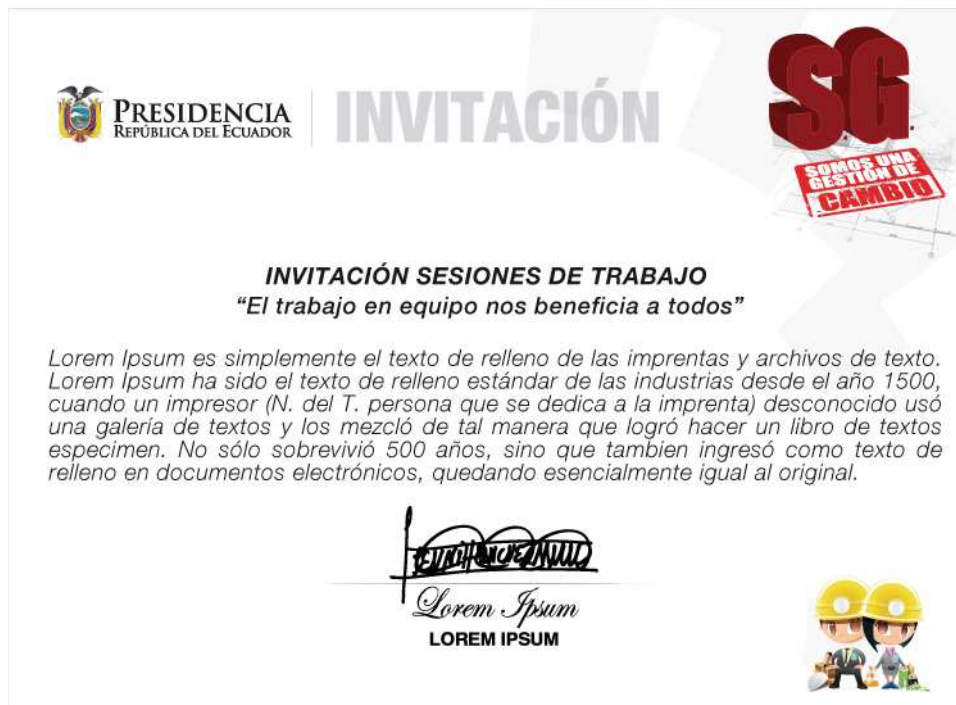 PRESIDENCIA
REPÚBLICA DEL ECUADOR
INVITACIÓN
SG.
SOMOS UNA
GESTIÓN DE
CAMBIO
INVITACIÓN SESIONES DE TRABAJO
“El trabajo en equipo nos beneficia a todos”
Lorem Ipsum es simplemente el texto de relleno de las imprentas y archivos de texto.
Lorem Ipsum ha sido el texto de relleno estándar de las industrias desde el año 1500,
cuando un impresor (N. del T. persona que se dedica a la imprenta) desconocido usó
una galería de textos y los mezcló de tal manera que logró hacer un libro de textos
especimen. No sólo sobrevivió 500 años, sino que tambien ingresó como texto de
relleno en documentos electrónicos, quedando esencialmente igual al original.
Lorem Ipsum
LOREM IPSUM